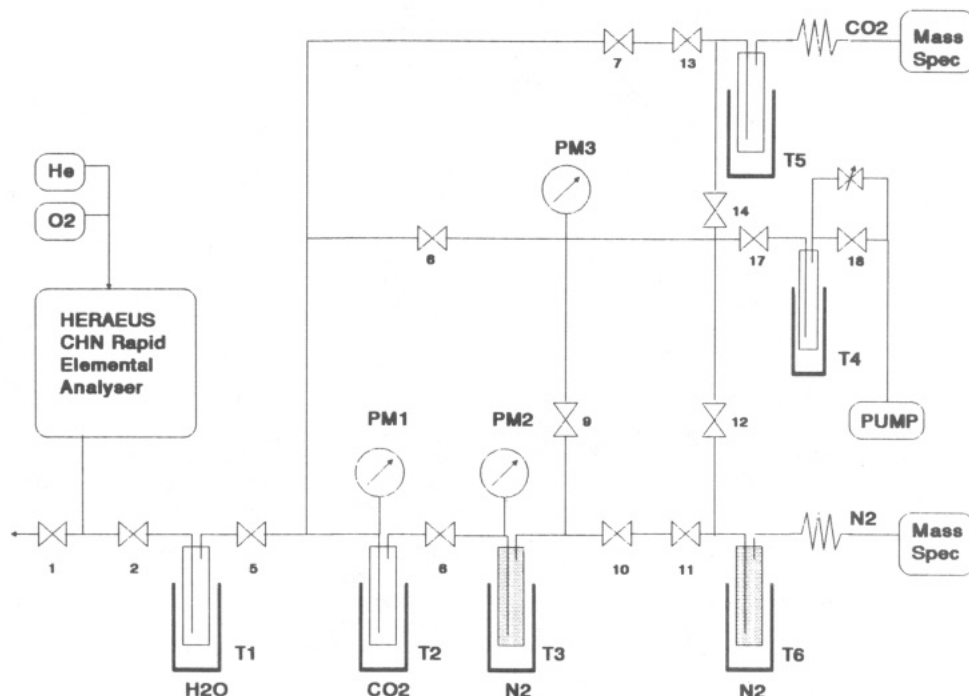 CO2
Mass
Spec
7
13
T5
PM3
He
O2
14
6
17
18
HERAEUS
CHN Rapid
Elemental
Analyser
T4
PM1
PM2
9
12
PUMP
N2
Mass
Spec
1
2
5
6
10
11
T1
T2
T3
T6
H2O
CO2
N2
N2